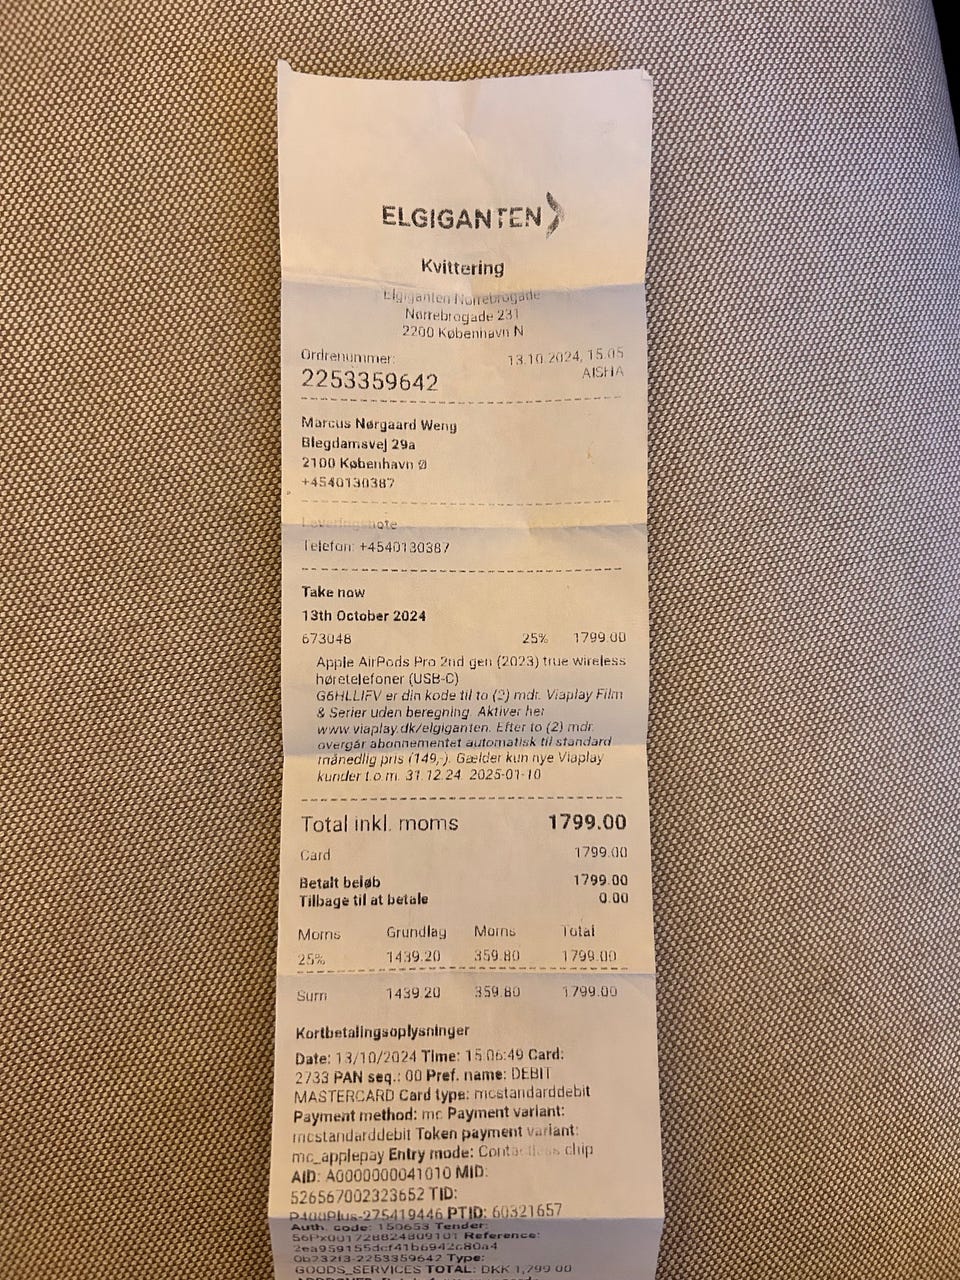 ELGIGANTEN
Kvittering
Elgiganten Nørrebrogade
Nørrebrogade 231
2200 København N
Ordrenummer: 13.10.2024, 15.05
2253359642 AISHA
Marcus Nørgaard Weng
Blegdamsvej 29a
2100 København Ø
+4540130387
Leveringsnote
Telefon: +4540130387
Take now
13th October 2024
673048 25% 1799.00
Apple AirPods Pro 2nd gen (2023) true wireless
høretelefoner (USB-C)
G6HLLIFV er din kode til to (2) mdr. Viaplay Film
& Serier uden beregning. Aktiver her
www.viaplay.dk/elgiganten. Efter to (2) mdr.
overgår abonnementet automatisk til standard
månedlig pris (149,-). Gælder kun nye Viaplay
kunder t.o.m. 31.12.24. 2025-01-10
Total inkl. moms 1799.00
Card 1799.00
Betalt beløb 1799.00
Tilbage til at betale 0.00
Moms Grundlag Moms Total
25% 1439.20 359.80 1799.00
Sum 1439.20 359.80 1799.00
Kortbetalingsoplysninger
Date: 13/10/2024 Time: 15:06:49 Card:
2733 PAN seq.: 00 Pref. name: DEBIT
MASTERCARD Card type: mcstandarddebit
Payment method: mc Payment variant:
mcstandarddebit Token payment variant:
mc_applepay Entry mode: Contactless chip
AID: A0000000041010 MID:
526567002323652 TID:
P400Plus-275419446 PTID: 60321657
Auth. code: 150653 Tender:
56Px001728824809101 Reference:
2ea959155dcf41b6942c80a4
0b232f3-2253359642 Type:
GOODS_SERVICES TOTAL: DKK 1,799.00